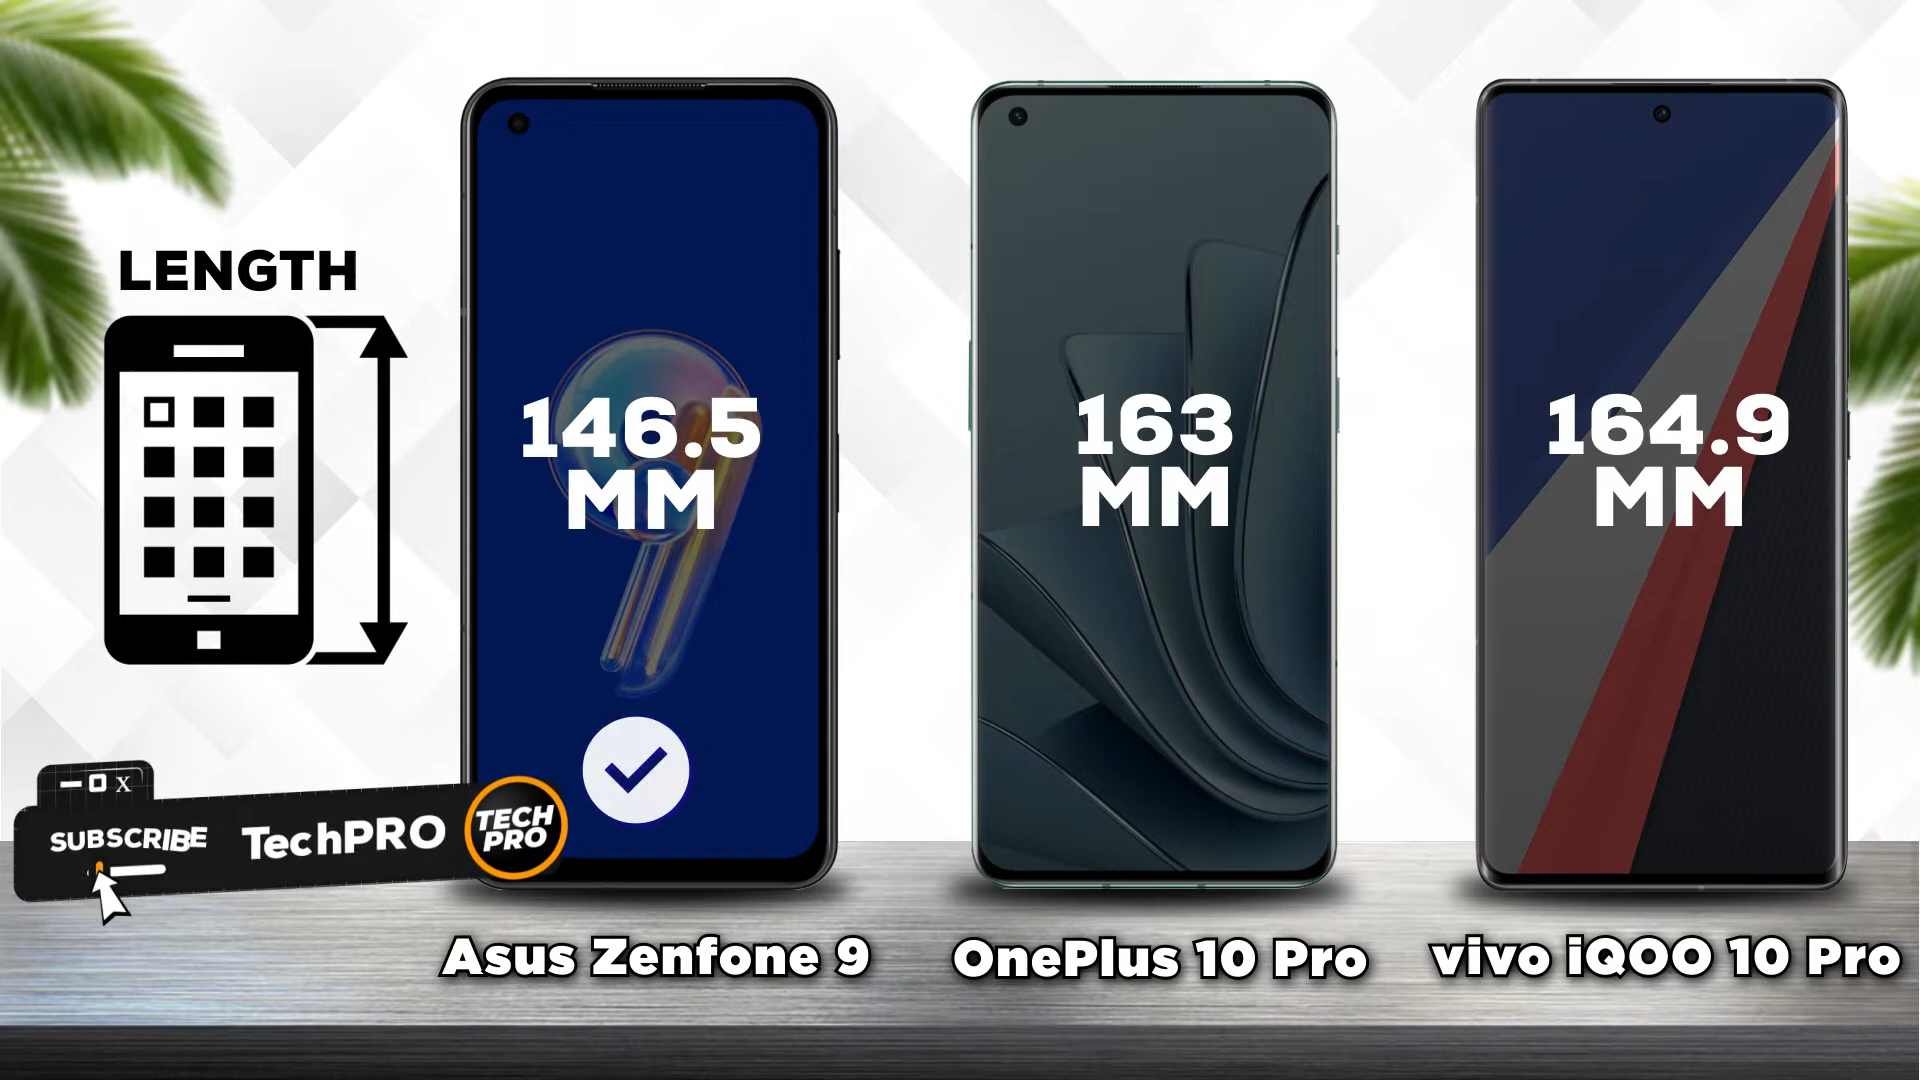 LENGTH
146.5
MM
163
MM
164.9
MM
SUBSCRIBE
TechPRO
TECH
PRO
Asus Zenfone 9
OnePlus 10 Pro
vivo iQOO 10 Pro